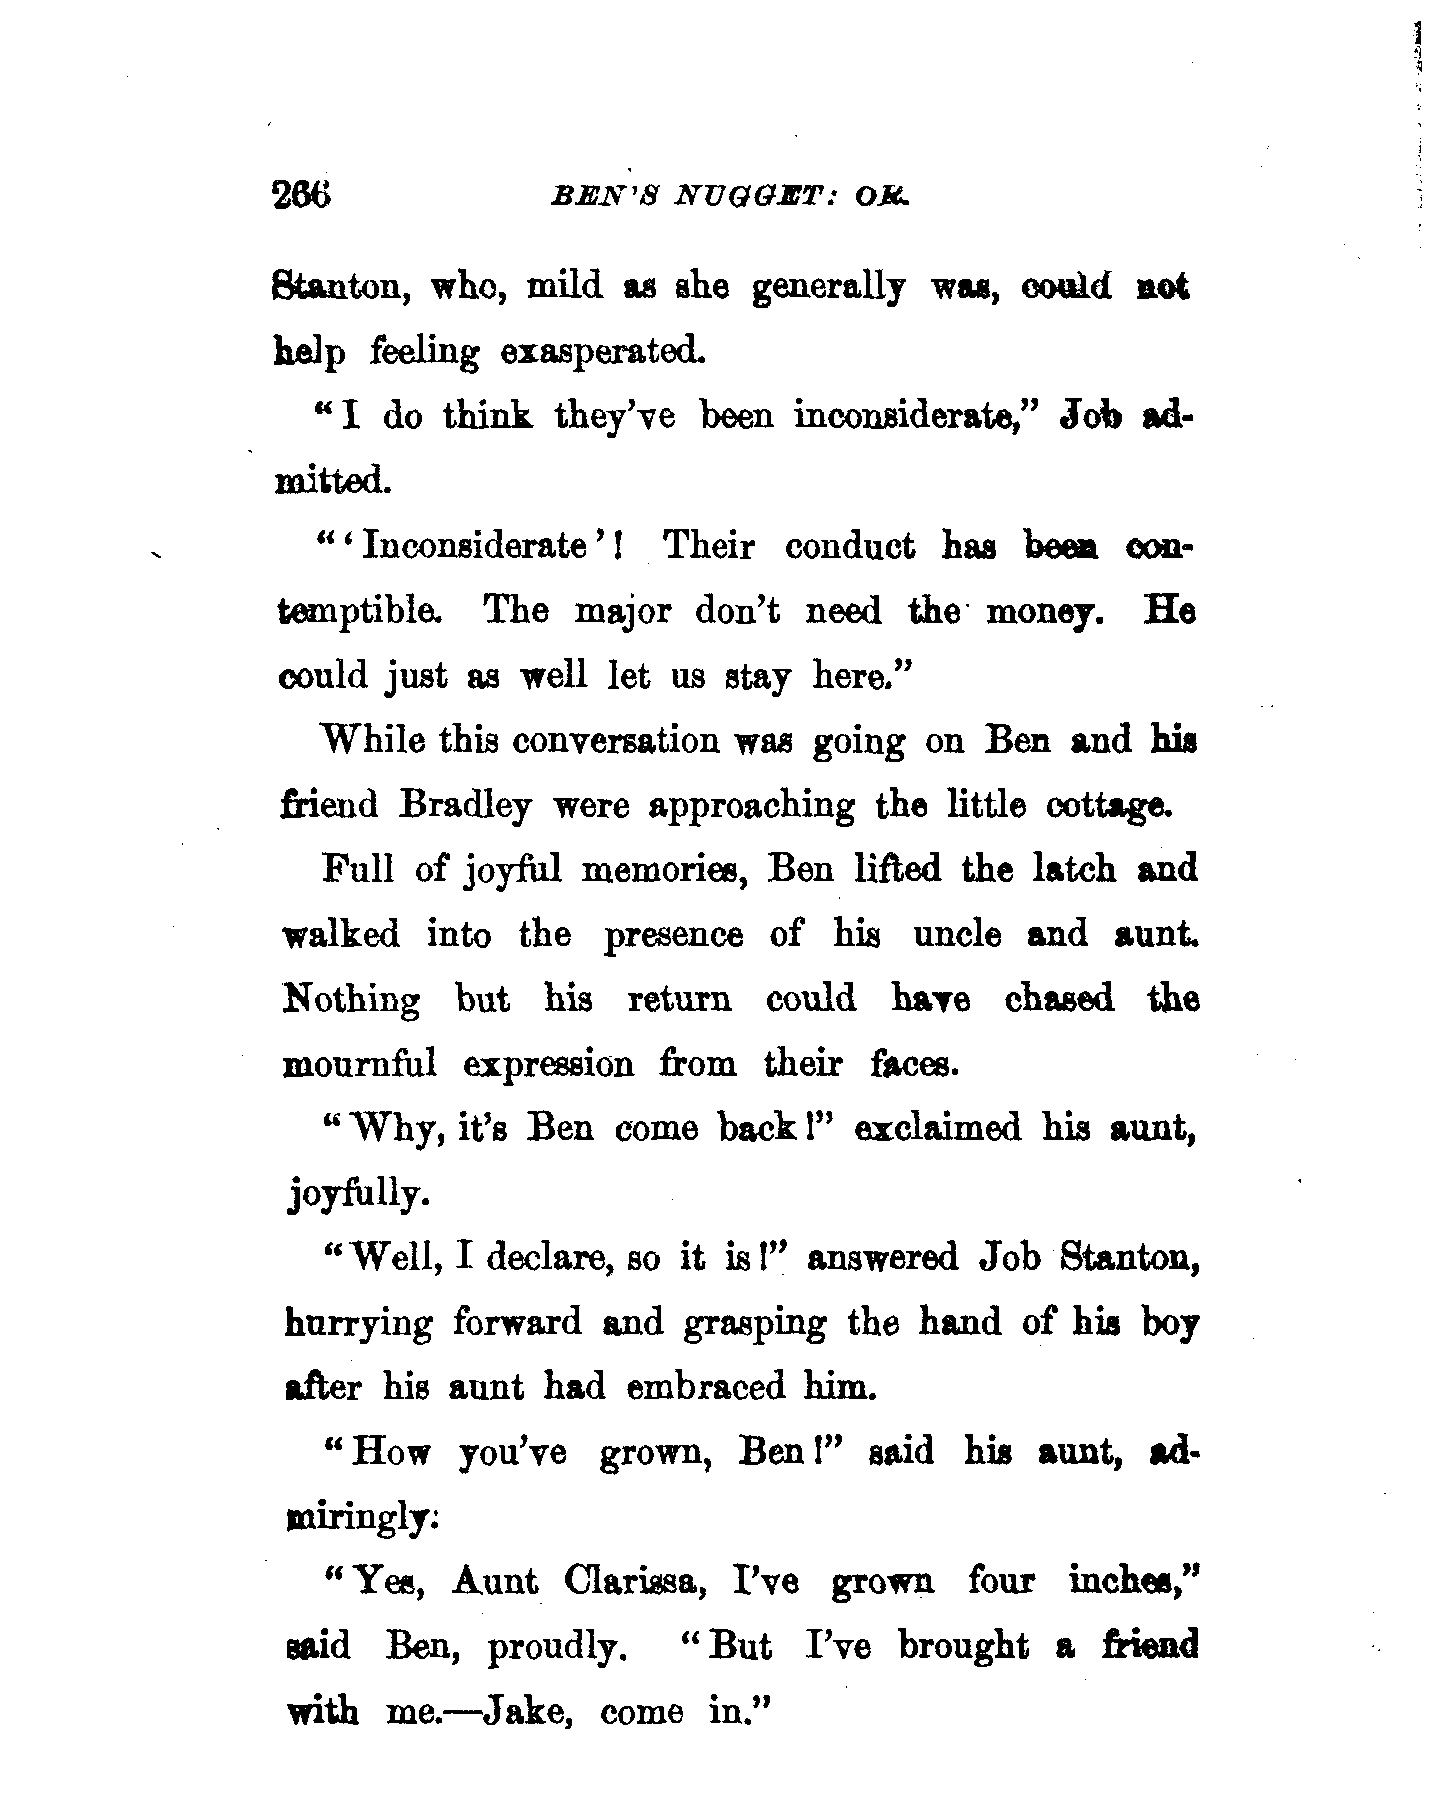 266 BEN'S NUGGET: OR,
Stanton, who, mild as she generally was, could not
help feeling exasperated.
“I do think they've been inconsiderate,” Job ad-
mitted.
“‘Inconsiderate’! Their conduct has been con-
temptible. The major don't need the money. He
could just as well let us stay here.”
While this conversation was going on Ben and his
friend Bradley were approaching the little cottage.
Full of joyful memories, Ben lifted the latch and
walked into the presence of his uncle and aunt.
Nothing but his return could have chased the
mournful expression from their faces.
“Why, it's Ben come back!” exclaimed his aunt,
joyfully.
“Well, I declare, so it is!” answered Job Stanton,
hurrying forward and grasping the hand of his boy
after his aunt had embraced him.
“How you've grown, Ben!” said his aunt, ad-
miringly:
“Yes, Aunt Clarissa, I've grown four inches,”
said Ben, proudly. “But I've brought a friend
with me.—Jake, come in.”